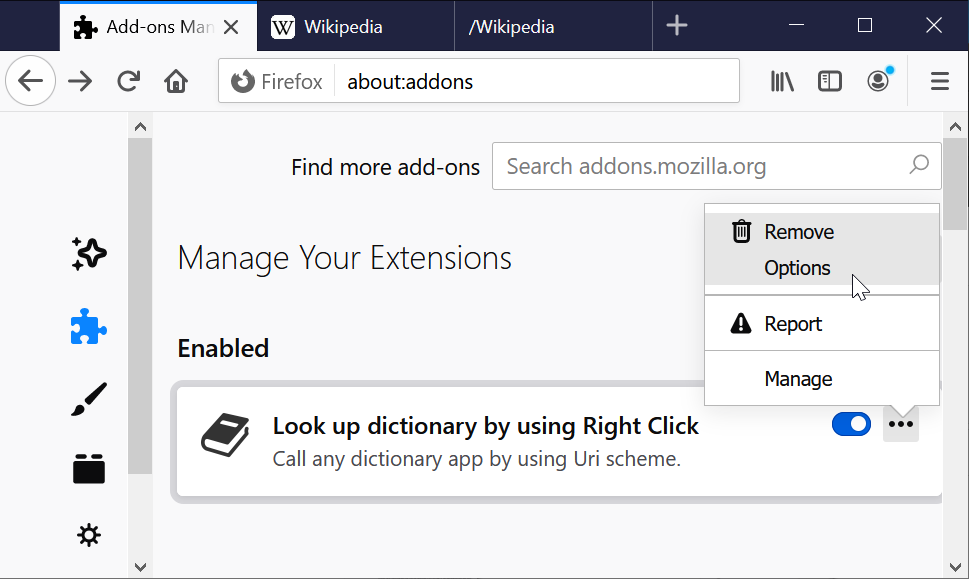 Add-ons Man
Wikipedia
/Wikipedia
Firefox
about:addons
Find more add-ons
Search addons.mozilla.org
Manage Your Extensions
Remove
Options
Report
Manage
Enabled
Look up dictionary by using Right Click
Call any dictionary app by using Uri scheme.